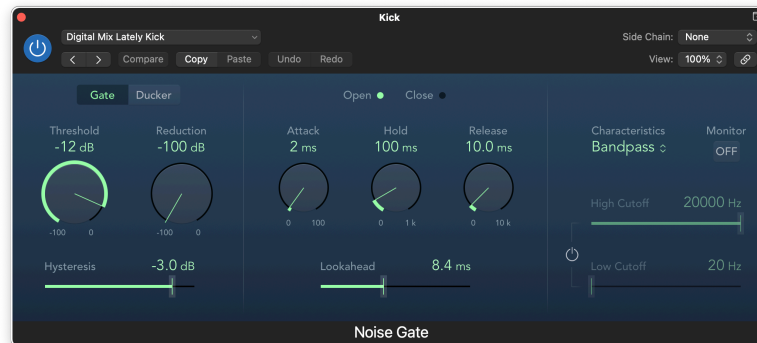 Kick
Digital Mix Lately Kick
Side Chain: None
Compare Copy Paste Undo Redo
View: 100%
Gate Ducker
Open Close
Threshold Reduction
-12 dB -100 dB
Attack Hold Release
2 ms 100 ms 10.0 ms
Characteristics Monitor
Bandpass OFF
-100 0 -100 0
0 100 0 1 k 0 10 k
High Cutoff 20000 Hz
Hysteresis -3.0 dB
Lookahead 8.4 ms
Low Cutoff 20 Hz
Noise Gate